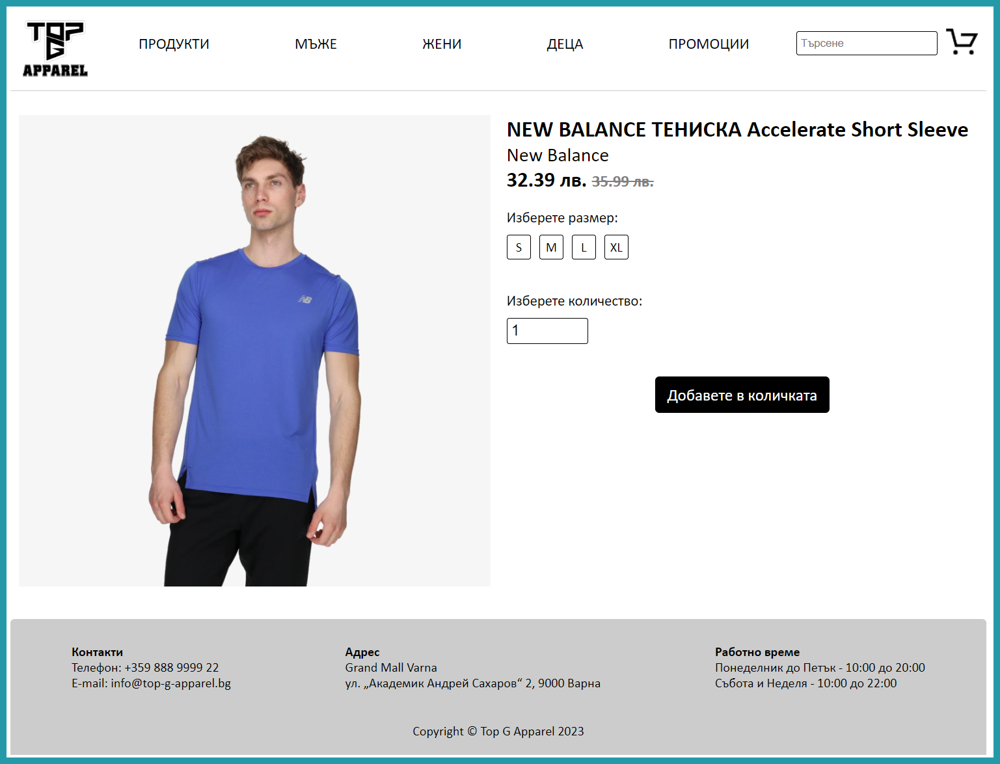 TOP
G
APPAREL
ПРОДУКТИ
МЪЖЕ
ЖЕНИ
ДЕЦА
ПРОМОЦИИ
Търсене
NEW BALANCE ТЕНИСКА Accelerate Short Sleeve
New Balance
32.39 лв. 35.99 лв.
Изберете размер:
S M L XL
Изберете количество:
1
Добавете в количката
NB
Контакти
Телефон: +359 888 9999 22
E-mail: info@top-g-apparel.bg
Адрес
Grand Mall Varna
ул. „Академик Андрей Сахаров“ 2, 9000 Варна
Работно време
Понеделник до Петък - 10:00 до 20:00
Събота и Неделя - 10:00 до 22:00
Copyright © Top G Apparel 2023